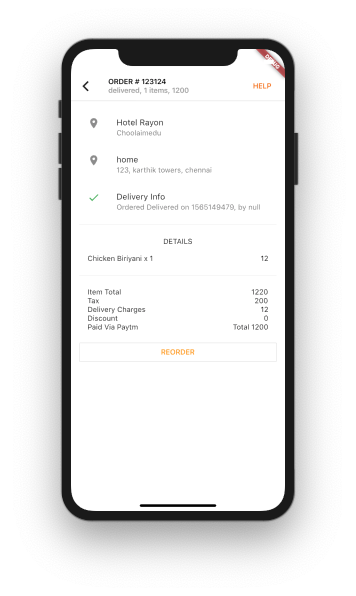 ORDER # 123124
delivered, 1 items, 1200
HELP
Hotel Rayon
Choolaimedu
home
123, karthik towers, chennai
Delivery Info
Ordered Delivered on 1565149479, by null
DETAILS
Chicken Biriyani x 1 12
Item Total 1220
Tax 200
Delivery Charges 12
Discount 0
Paid Via Paytm Total 1200
REORDER